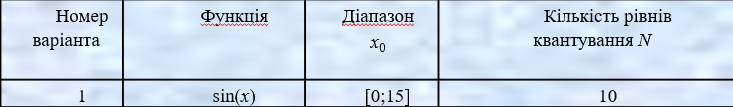 Номер варіанта
Функція
Діапазон x₀
Кількість рівнів квантування N
1
sin(x)
[0;15]
10